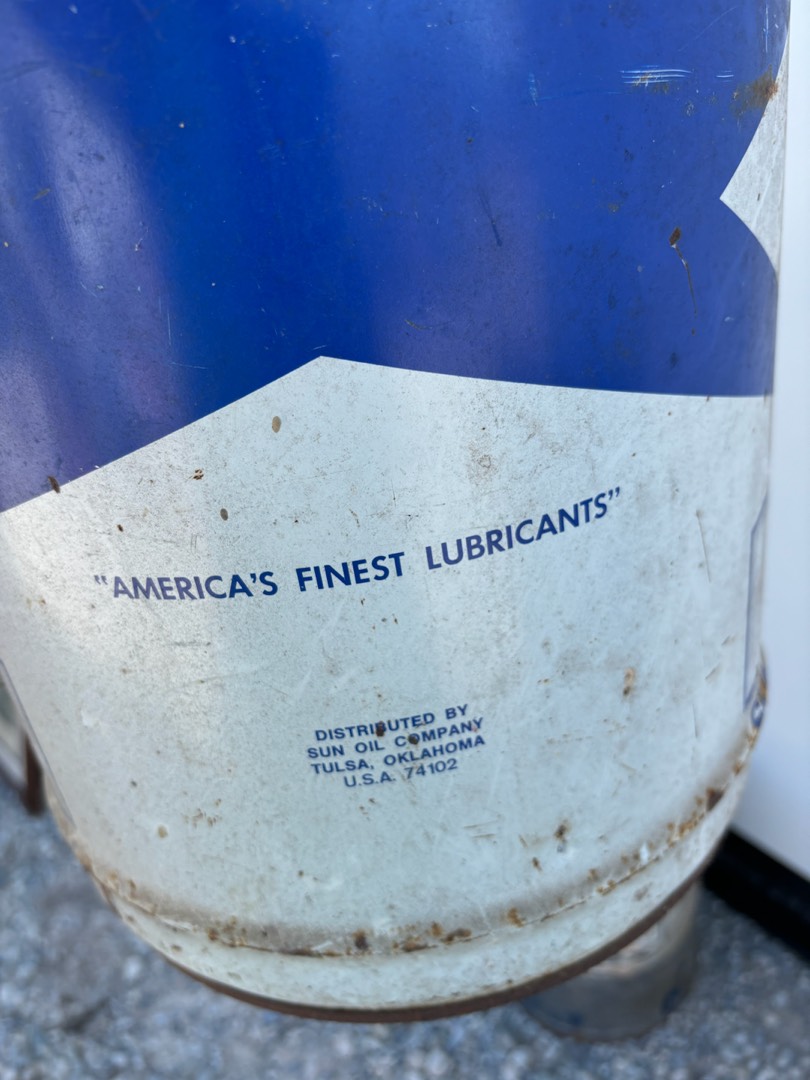 "AMERICA'S FINEST LUBRICANTS"
DISTRIBUTED BY
SUN OIL COMPANY
TULSA, OKLAHOMA
U.S.A. 74102